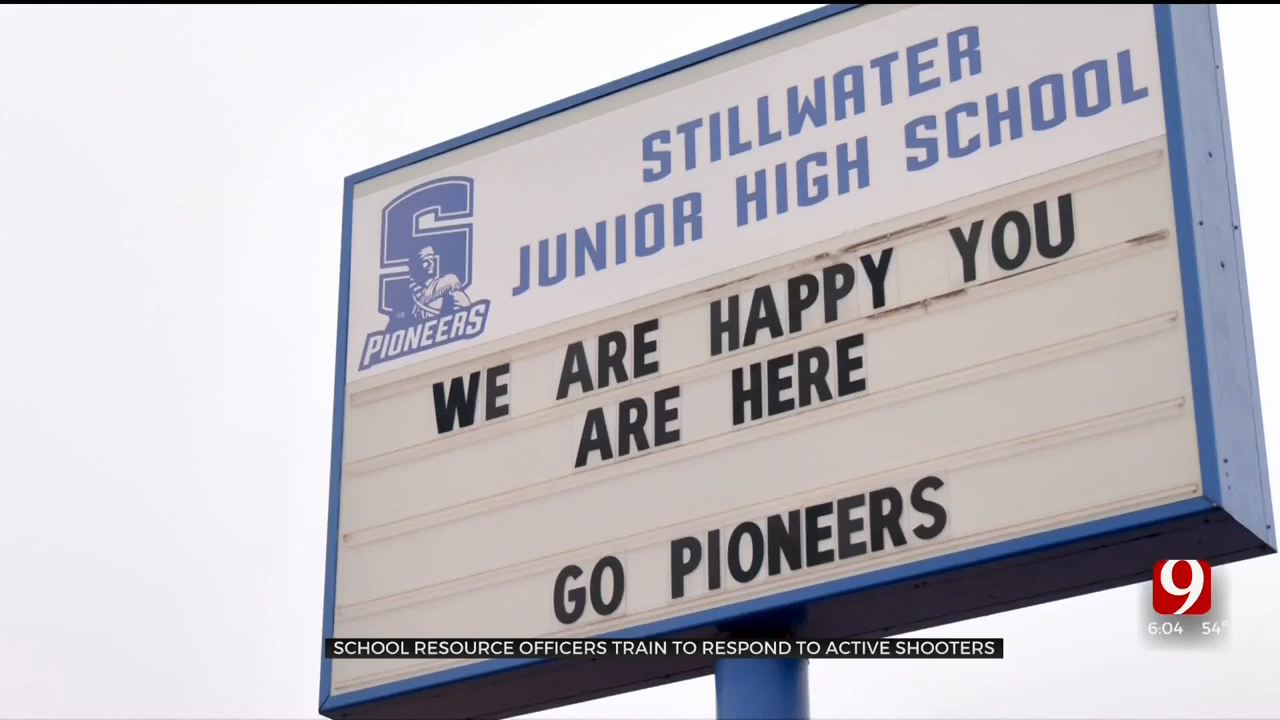 STILLWATER
JUNIOR HIGH SCHOOL
S
PIONEERS
WE ARE HAPPY YOU
ARE HERE
GO PIONEERS
9
6:04 54°
SCHOOL RESOURCE OFFICERS TRAIN TO RESPOND TO ACTIVE SHOOTERS